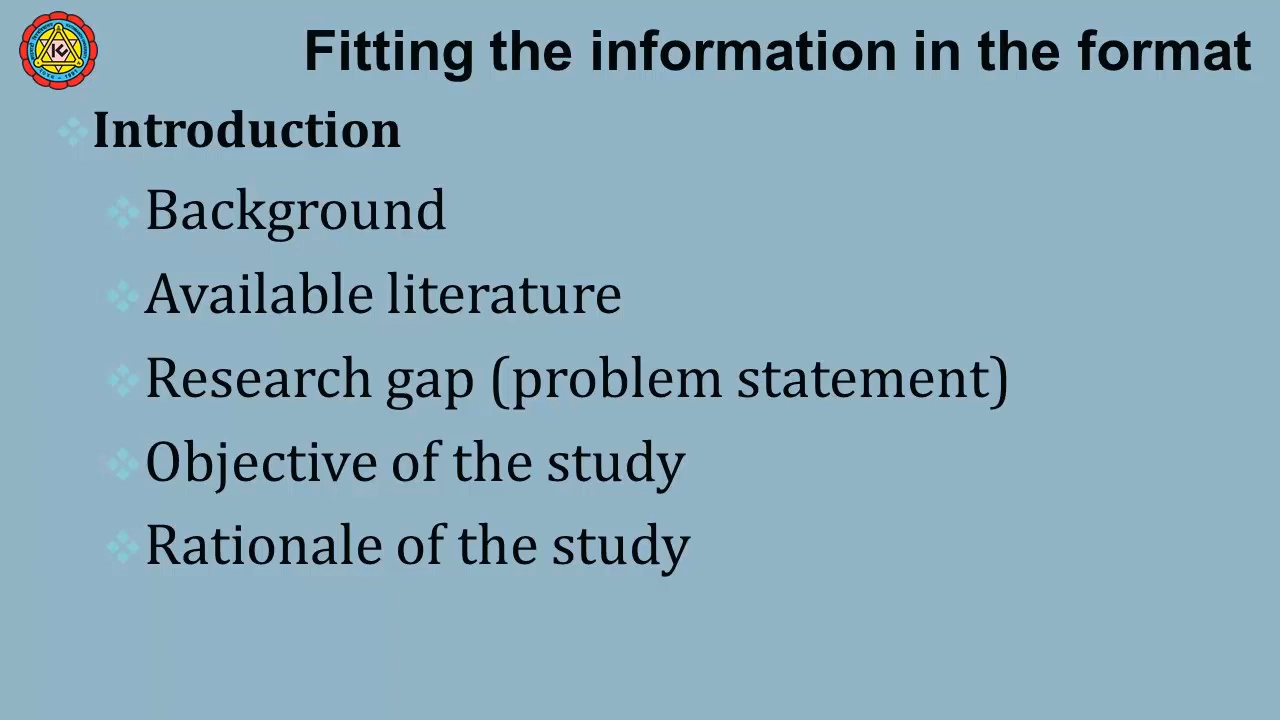 Fitting the information in the format
Introduction
Background
Available literature
Research gap (problem statement)
Objective of the study
Rationale of the study